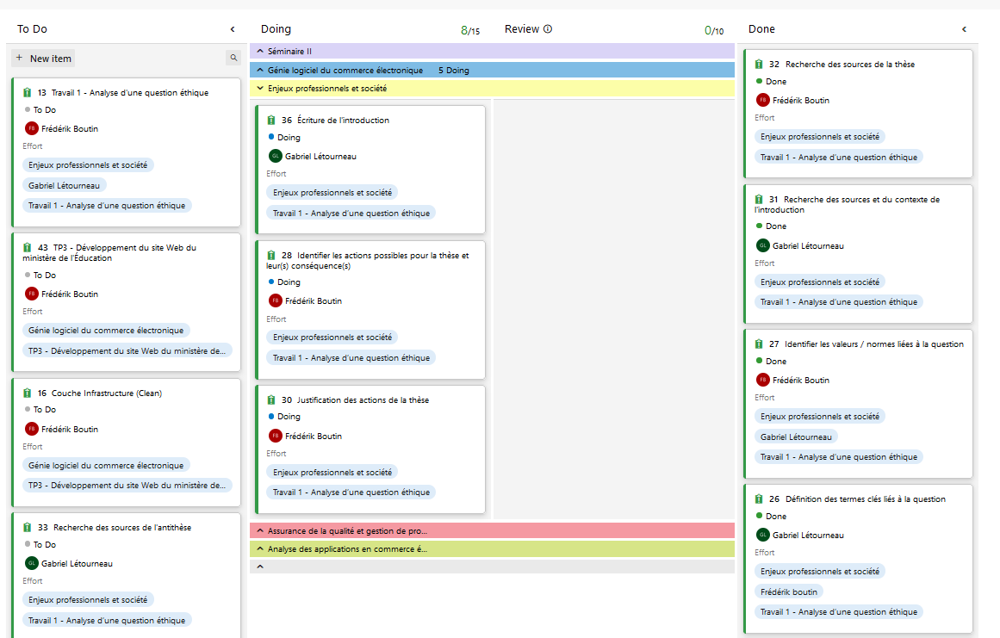 To Do
New item
13 Travail 1 - Analyse d'une question éthique
To Do
FB Frédérik Boutin
Effort
Enjeux professionnels et société
Gabriel Létourneau
Travail 1 - Analyse d'une question éthique
43 TP3 - Développement du site Web du
ministère de l'Éducation
To Do
FB Frédérik Boutin
Effort
Génie logiciel du commerce électronique
TP3 - Développement du site Web du ministère de...
16 Couche Infrastructure (Clean)
To Do
FB Frédérik Boutin
Effort
Génie logiciel du commerce électronique
TP3 - Développement du site Web du ministère de...
33 Recherche des sources de l'antithèse
To Do
GL Gabriel Létourneau
Effort
Enjeux professionnels et société
Travail 1 - Analyse d'une question éthique
Doing 8/15
Review 0/10
Séminaire II
Génie logiciel du commerce électronique 5 Doing
Enjeux professionnels et société
36 Écriture de l'introduction
Doing
GL Gabriel Létourneau
Effort
Enjeux professionnels et société
Travail 1 - Analyse d'une question éthique
28 Identifier les actions possibles pour la thèse et
leur(s) conséquence(s)
Doing
FB Frédérik Boutin
Effort
Enjeux professionnels et société
Travail 1 - Analyse d'une question éthique
30 Justification des actions de la thèse
Doing
FB Frédérik Boutin
Effort
Enjeux professionnels et société
Travail 1 - Analyse d'une question éthique
Assurance de la qualité et gestion de pro...
Analyse des applications en commerce é...
Done
32 Recherche des sources de la thèse
Done
FB Frédérik Boutin
Effort
Enjeux professionnels et société
Travail 1 - Analyse d'une question éthique
31 Recherche des sources et du contexte de
l'introduction
Done
GL Gabriel Létourneau
Effort
Enjeux professionnels et société
Travail 1 - Analyse d'une question éthique
27 Identifier les valeurs / normes liées à la question
Done
FB Frédérik Boutin
Effort
Enjeux professionnels et société
Gabriel Létourneau
Travail 1 - Analyse d'une question éthique
26 Définition des termes clés liés à la question
Done
GL Gabriel Létourneau
Effort
Enjeux professionnels et société
Frédérik boutin
Travail 1 - Analyse d'une question éthique